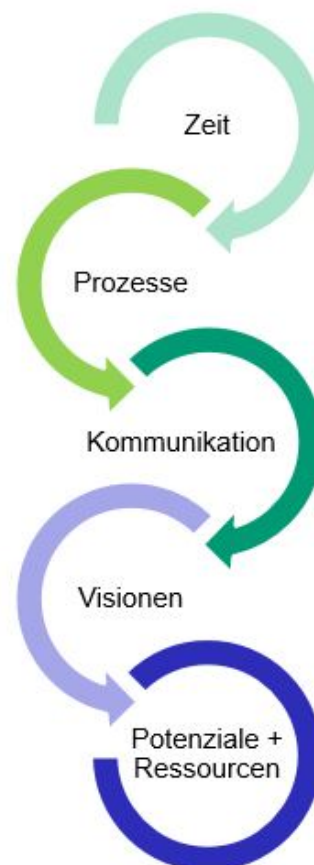 Zeit
Prozesse
Kommunikation
Visionen
Potenziale +
Ressourcen